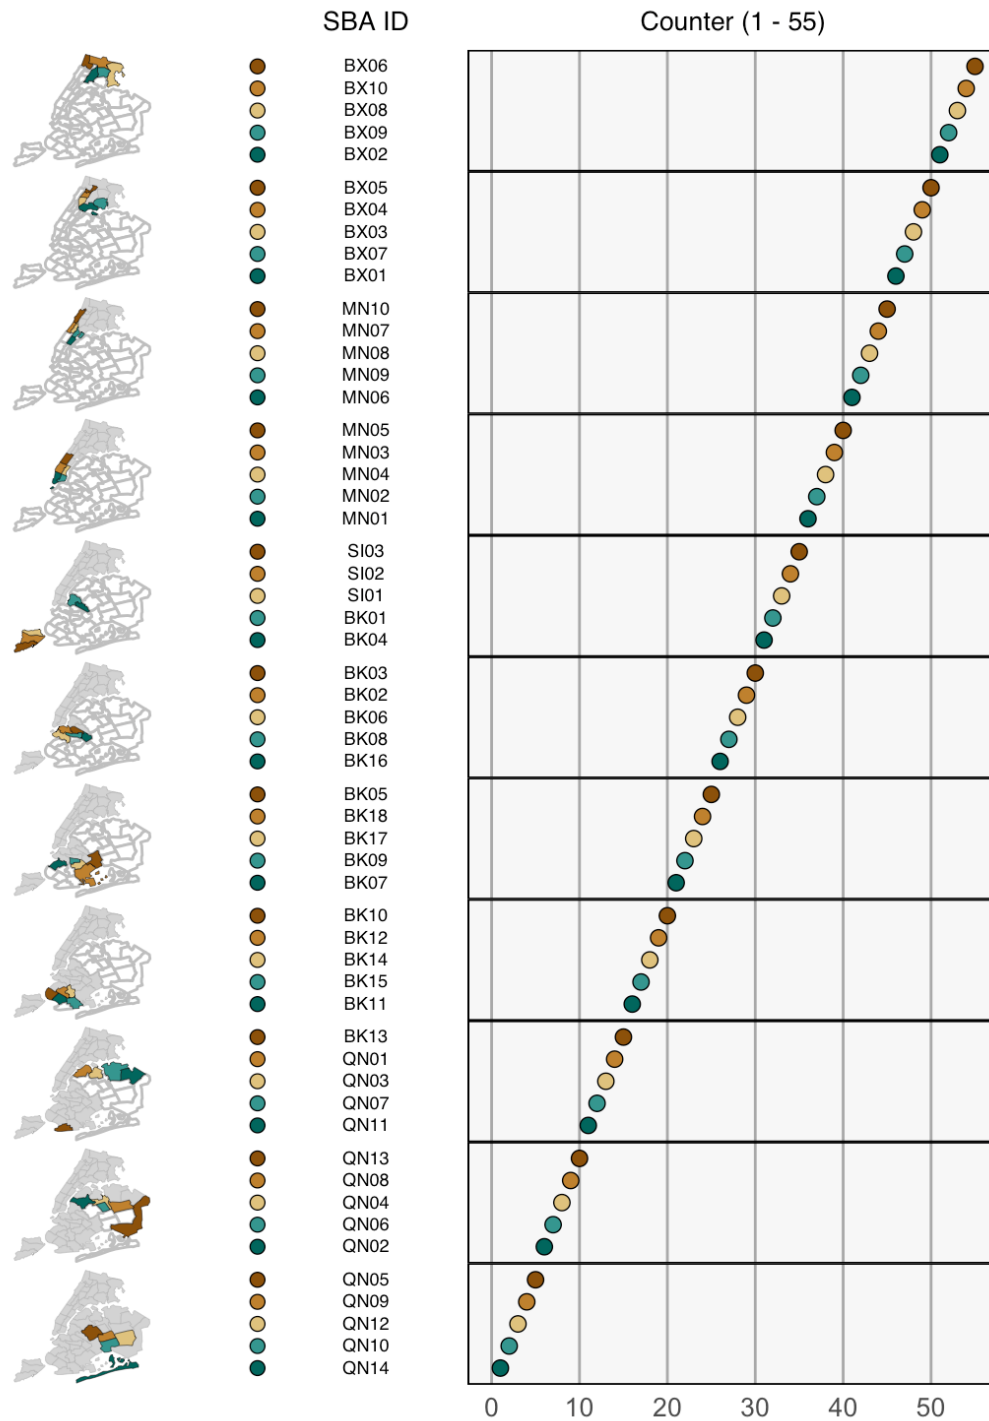 SBA ID Counter (1 - 55)
BX06
BX10
BX08
BX09
BX02
BX05
BX04
BX03
BX07
BX01
MN10
MN07
MN08
MN09
MN06
MN05
MN03
MN04
MN02
MN01
SI03
SI02
SI01
BK01
BK04
BK03
BK02
BK06
BK08
BK16
BK05
BK18
BK17
BK09
BK07
BK10
BK12
BK14
BK15
BK11
BK13
QN01
QN03
QN07
QN11
QN13
QN08
QN04
QN06
QN02
QN05
QN09
QN12
QN10
QN14
0 10 20 30 40 50